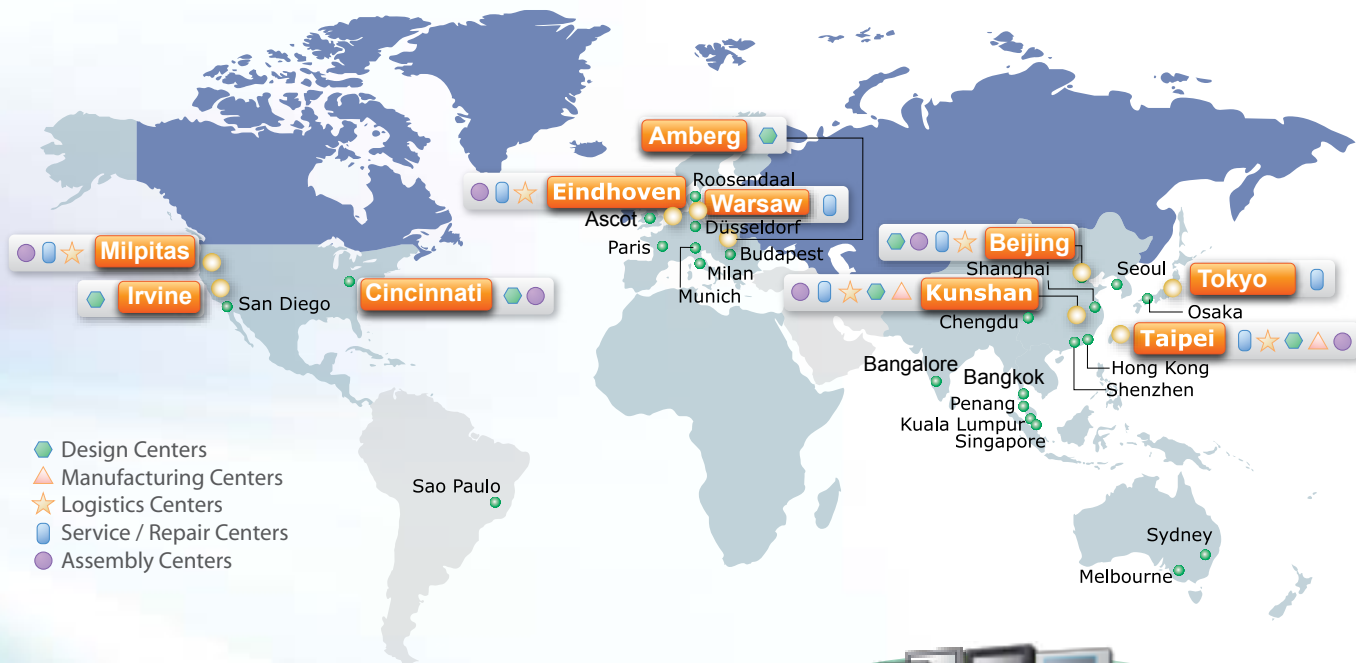 Amberg
Roosendaal
Eindhoven
Warsaw
Ascot
Düsseldorf
Paris
Budapest
Milan
Munich
Milpitas
Irvine
San Diego
Cincinnati
Beijing
Shanghai
Seoul
Tokyo
Kunshan
Osaka
Chengdu
Taipei
Hong Kong
Shenzhen
Bangalore
Bangkok
Penang
Kuala Lumpur
Singapore
Sao Paulo
Sydney
Melbourne
Design Centers
Manufacturing Centers
Logistics Centers
Service / Repair Centers
Assembly Centers